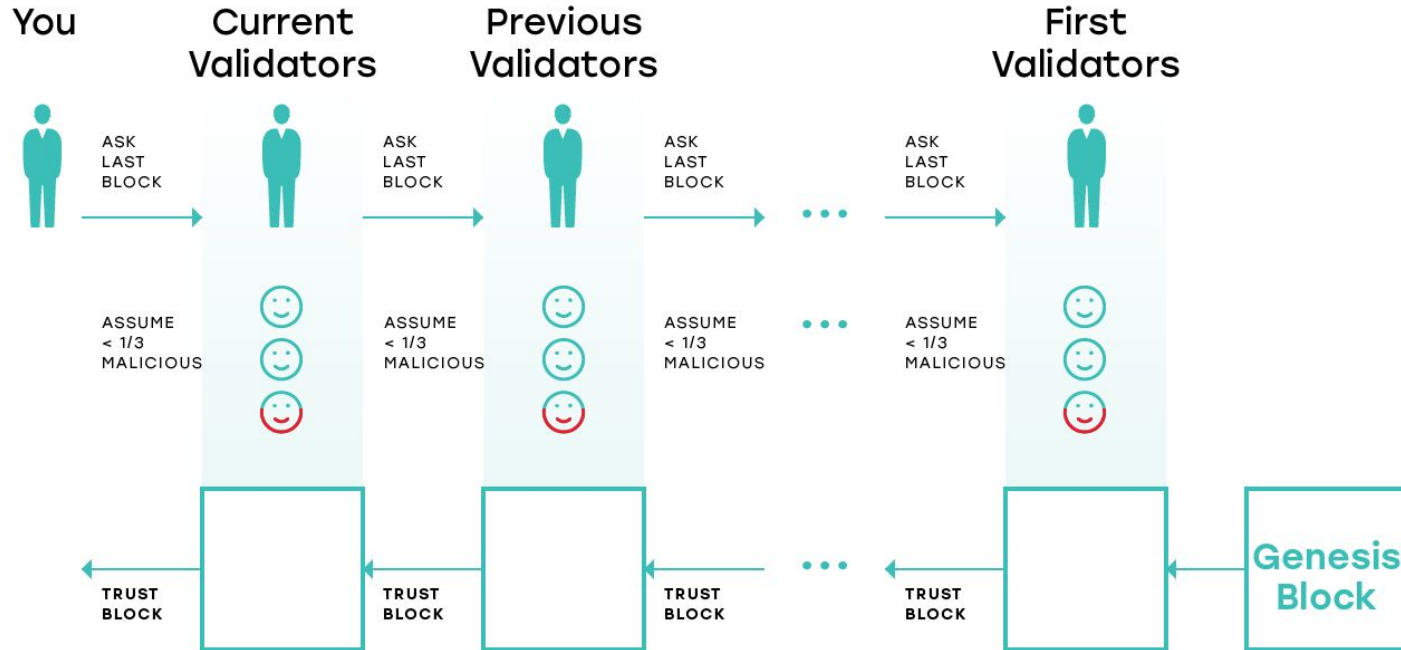 You
Current
Validators
Previous
Validators
First
Validators
ASK
LAST
BLOCK
ASK
LAST
BLOCK
ASK
LAST
BLOCK
ASK
LAST
BLOCK
ASSUME
< 1/3
MALICIOUS
ASSUME
< 1/3
MALICIOUS
ASSUME
< 1/3
MALICIOUS
ASSUME
< 1/3
MALICIOUS
TRUST
BLOCK
TRUST
BLOCK
TRUST
BLOCK
TRUST
BLOCK
Genesis
Block